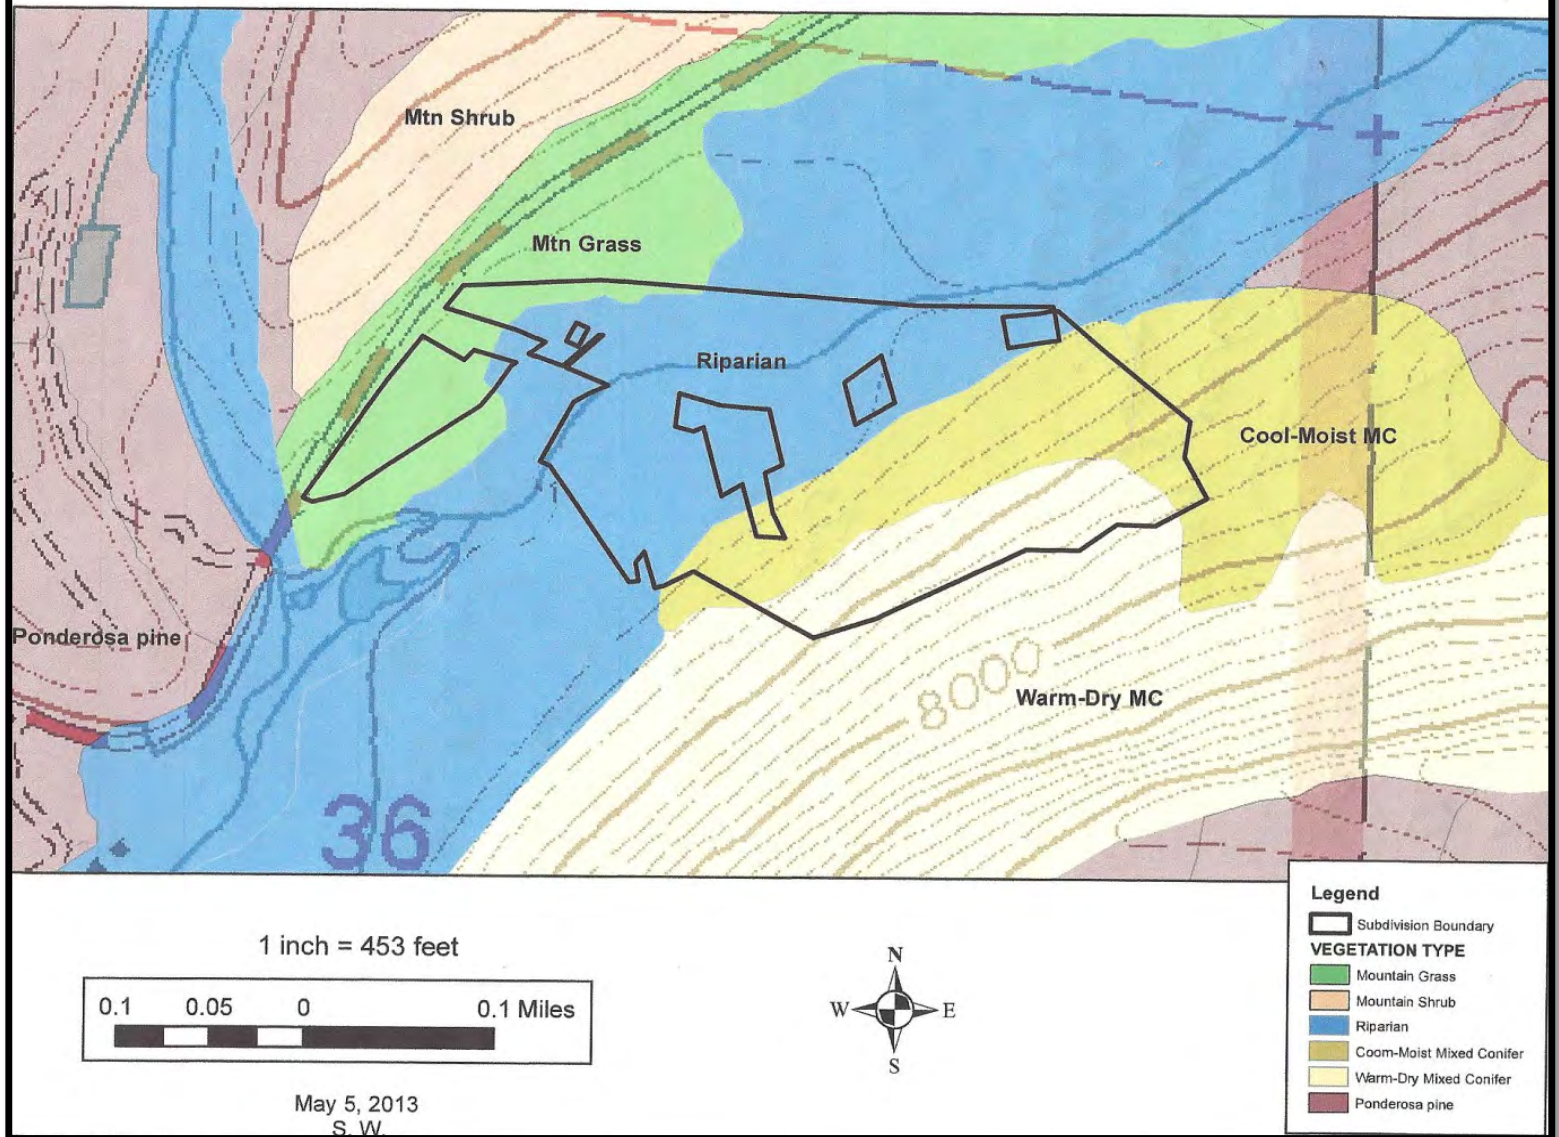 Mtn Shrub
Mtn Grass
Riparian
Cool-Moist MC
Ponderosa pine
8000
Warm-Dry MC
36
1 inch = 453 feet
0.1 0.05 0 0.1 Miles
May 5, 2013
S. W.
N
W E
S
Legend
Subdivision Boundary
VEGETATION TYPE
Mountain Grass
Mountain Shrub
Riparian
Coom-Moist Mixed Conifer
Warm-Dry Mixed Conifer
Ponderosa pine